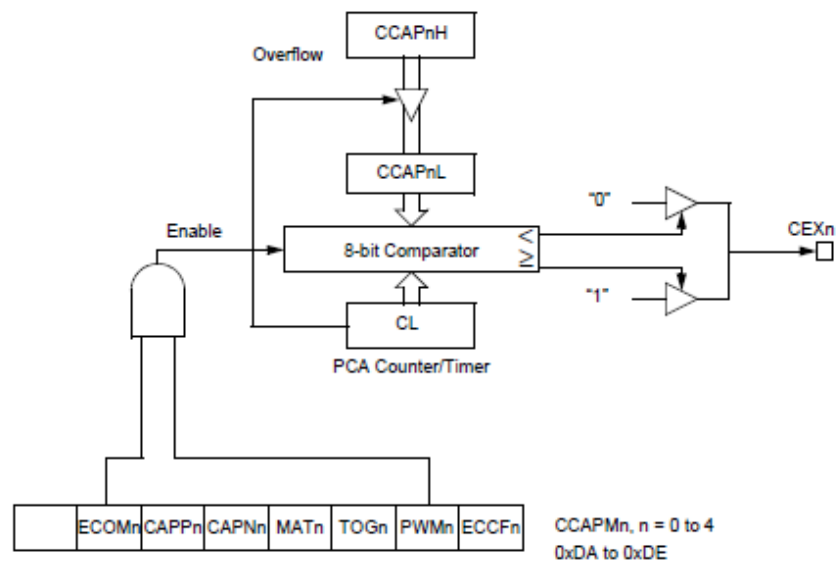 CCAPnH
Overflow
CCAPnL
"0"
Enable
8-bit Comparator
<
≥
CEXn
"1"
CL
PCA Counter/Timer
ECOMn CAPPn CAPNn MATn TOGn PWMn ECCFn
CCAPMn, n = 0 to 4
0xDA to 0xDE